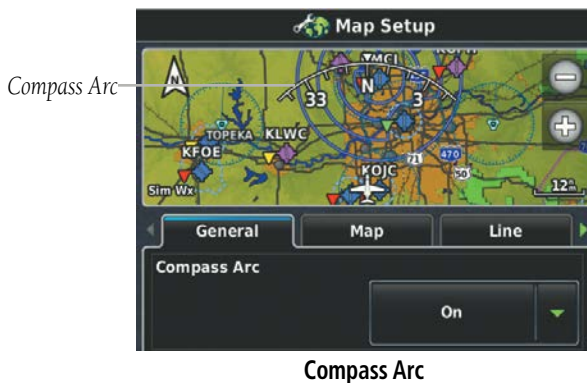 Map Setup
MCI
N
N
33
3
Compass Arc
TOPEKA
KLWC
KFOE
71
470
50
KOJC
Sim Wx
12
General
Map
Line
Compass Arc
On
Compass Arc